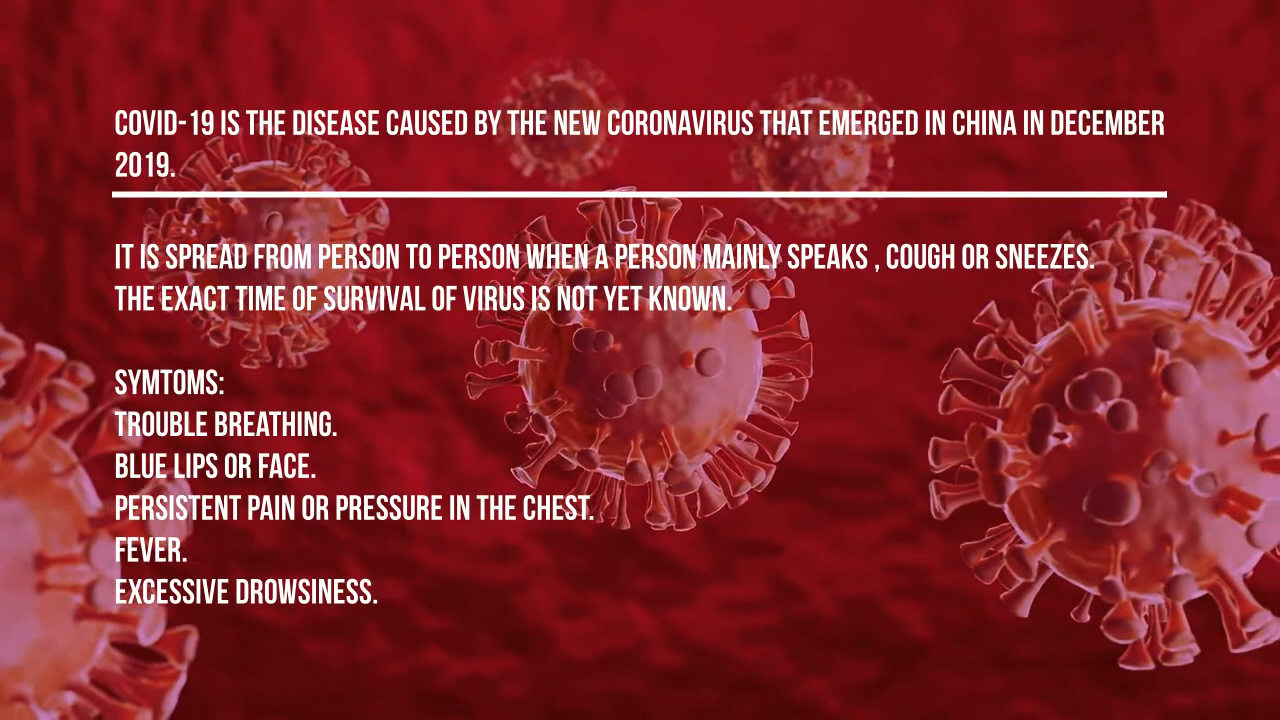 COVID-19 IS THE DISEASE CAUSED BY THE NEW CORONAVIRUS THAT EMERGED IN CHINA IN DECEMBER
2019.
IT IS SPREAD FROM PERSON TO PERSON WHEN A PERSON MAINLY SPEAKS , COUGH OR SNEEZES.
THE EXACT TIME OF SURVIVAL OF VIRUS IS NOT YET KNOWN.
SYMTOMS:
TROUBLE BREATHING.
BLUE LIPS OR FACE.
PERSISTENT PAIN OR PRESSURE IN THE CHEST.
FEVER.
EXCESSIVE DROWSINESS.